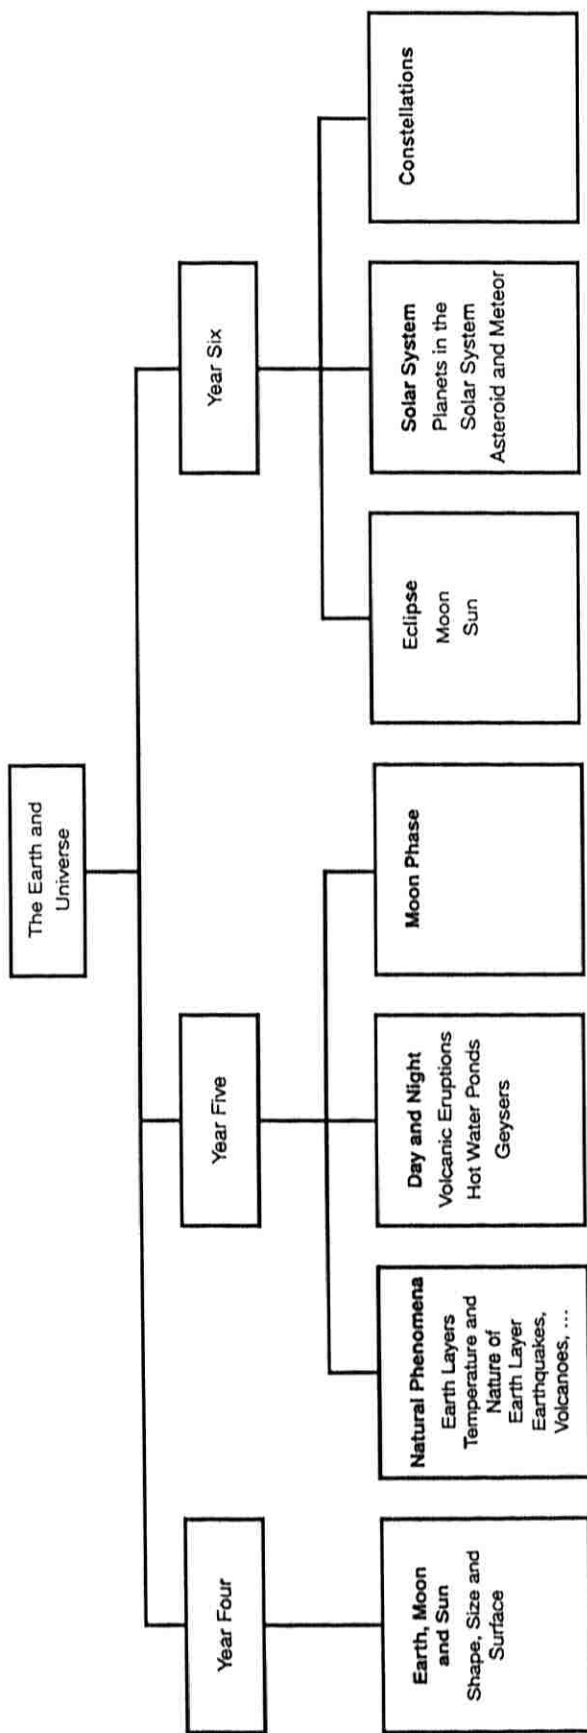 The Earth and
Universe
Year Four
Year Five
Year Six
Earth, Moon
and Sun
Shape, Size and
Surface
Natural Phenomena
Earth Layers
Temperature and
Nature of
Earth Layer
Earthquakes,
Volcanoes, ...
Day and Night
Volcanic Eruptions
Hot Water Ponds
Geysers
Moon Phase
Eclipse
Moon
Sun
Solar System
Planets in the
Solar System
Asteroid and Meteor
Constellations